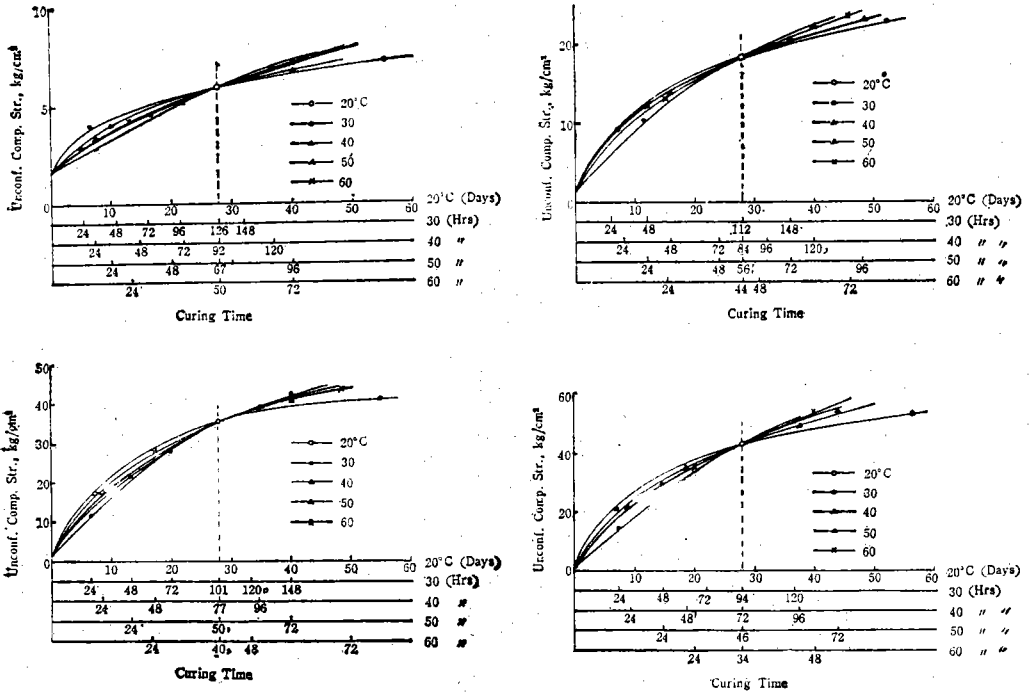 10
5
0
Unconf. Comp. Str., kg/cm²
20°C
30
40
50
60
10 20 30 40 50 60
20°C (Days)
24 48 72 96 126 148
30 (Hrs)
24 48 72 92 120
40 〃
24 48 67 96
50 〃
24 50 72
60 〃
Curing Time
20
10
0
Unconf. Comp. Str., kg/cm²
20°C
30
40
50
60
10 20 30 40 50 60
20°C (Days)
24 48 112 148
30 (Hrs)
24 48 72 84 96 120
40 〃 〃
24 48 56 72 96
50 〃 〃
24 44 48 72
60 〃 〃
Curing Time
50
40
30
20
10
0
Unconf. Comp. Str., kg/cm²
20°C
30
40
50
60
10 20 30 40 50 60
20°C (Days)
24 48 72 101 120 148
30 (Hrs)
24 48 77 96
40 〃
24 50 72
50 〃
24 40 48 72
60 〃
Curing Time
60
40
20
0
Unconf. Comp. Str., kg/cm²
20°C
30
40
50
60
10 20 30 40 50 60
20°C (Days)
24 48 72 94 120
30 (Hrs)
24 48 72 96
40 〃 〃
24 46 72
50 〃 〃
24 34 48
60 〃 〃
Curing Time